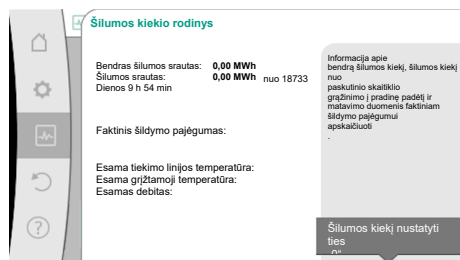 Šilumos kiekio rodinys
Bendras šilumos srautas: 0,00 MWh
Šilumos srautas: 0,00 MWh nuo 18733
Dienos 9 h 54 min
Faktinis šildymo pajėgumas:
Esama tiekimo linijos temperatūra:
Esama grįžtamoji temperatūra:
Esamas debitas:
Informacija apie
bendrą šilumos kiekį, šilumos kiekį
nuo
paskutinio skaitiklio
grąžinimo į pradinę padėtį ir
matavimo duomenis faktiniam
šildymo pajėgumui
apskaičiuoti
.
Šilumos kiekį nustatyti
ties
„0“